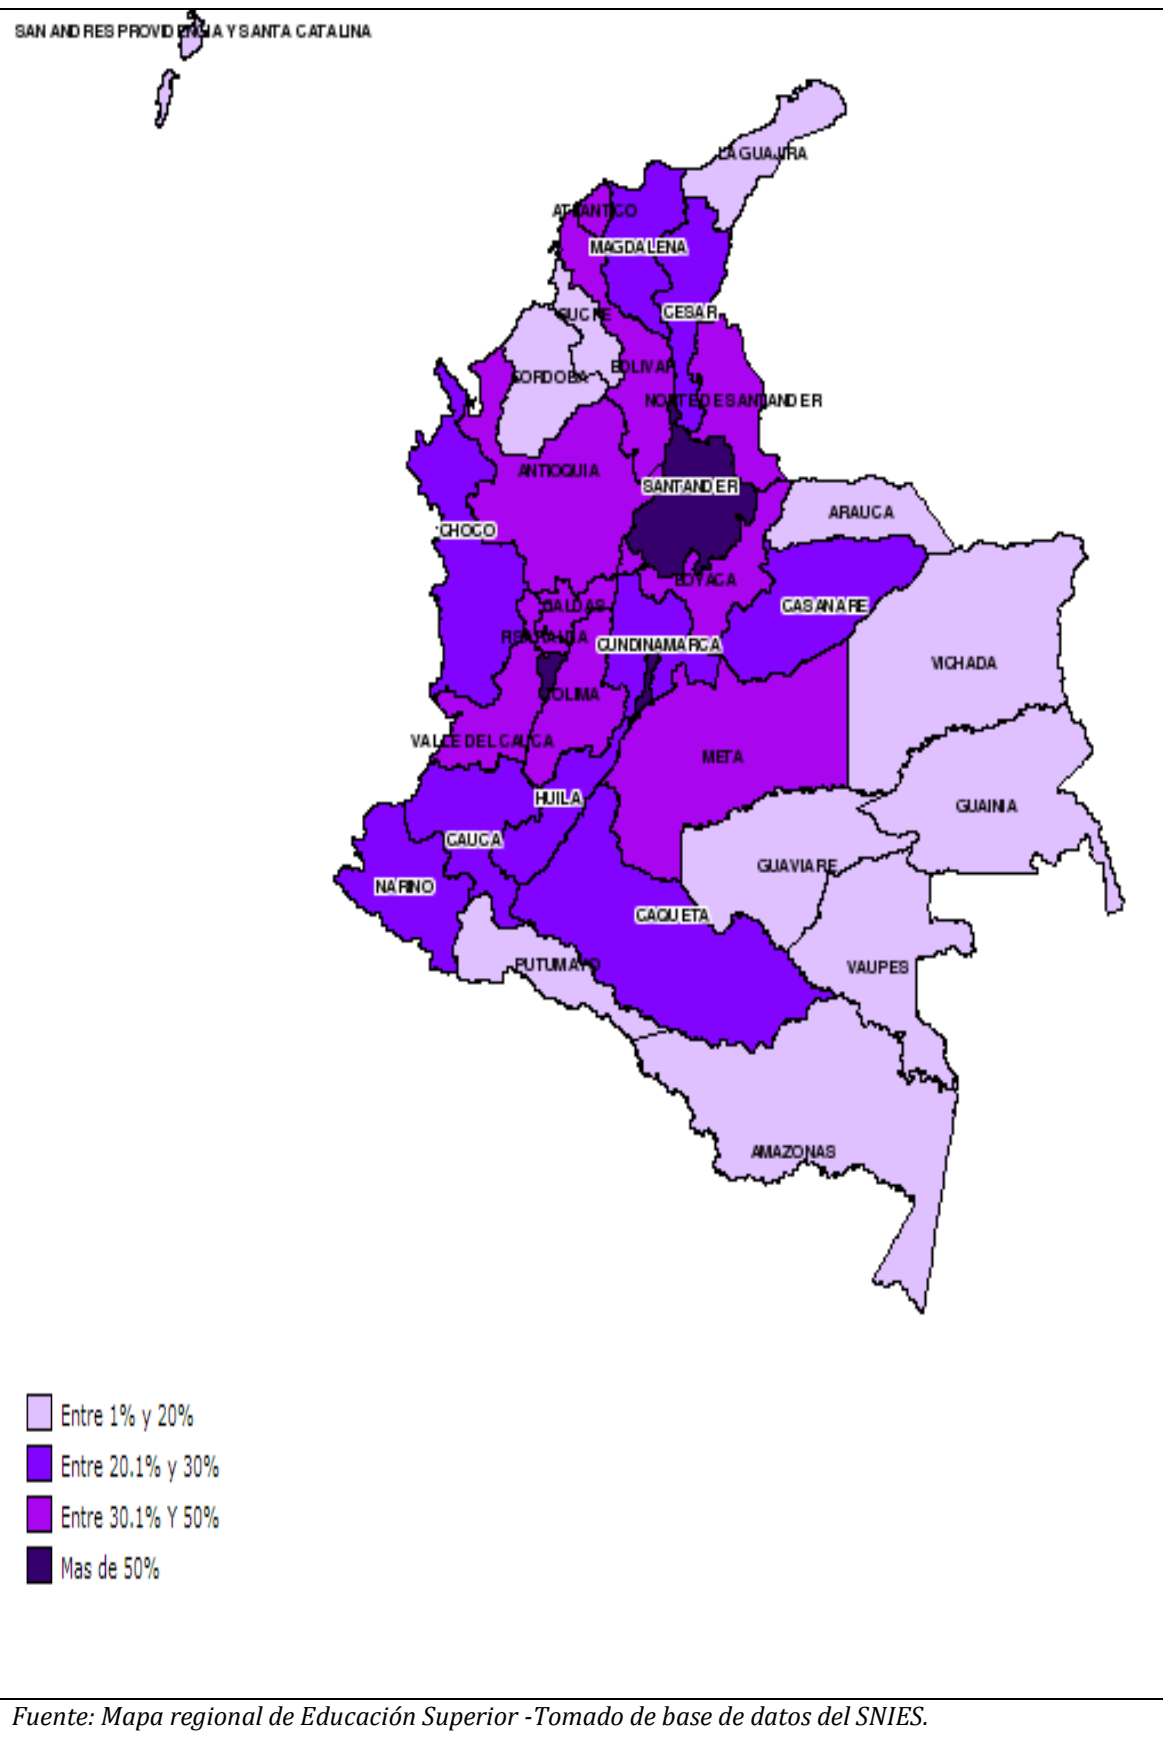 SAN ANDRES PROVIDENCIA Y SANTA CATALINA
LA GUAJIRA
ATLANTICO
MAGDALENA
CESAR
SUCRE
BOLIVAR
CORDOBA
NORTE DE SANTANDER
ANTIOQUIA
SANTANDER
ARAUCA
CHOCO
BOYACA
CALDAS
CASANARE
RISARALDA
CUNDINAMARCA
VICHADA
TOLIMA
VALLE DEL CAUCA
META
HUILA
GUAINIA
CAUCA
GUAVIARE
NARINO
CAQUETA
PUTUMAYO
VAUPES
AMAZONAS
Entre 1% y 20%
Entre 20.1% y 30%
Entre 30.1% Y 50%
Mas de 50%
Fuente: Mapa regional de Educación Superior -Tomado de base de datos del SNIES.